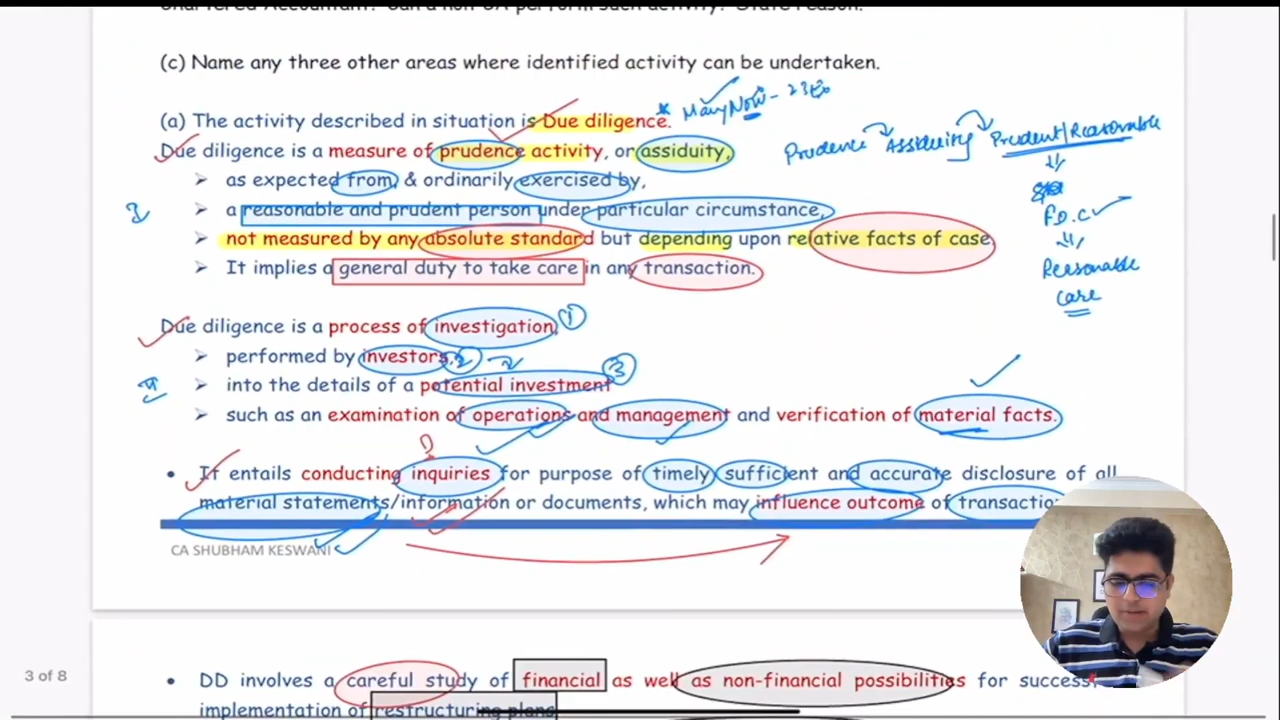 (c) Name any three other areas where identified activity can be undertaken.
(a) The activity described in situation is Due diligence.
Due diligence is a measure of prudence activity, or assiduity,
➢ as expected from, & ordinarily exercised by,
➢ a reasonable and prudent person under particular circumstance,
➢ not measured by any absolute standard but depending upon relative facts of case
➢ It implies a general duty to take care in any transaction.
Prudence Assiduity Prudent/Reasonable
F.O.C
Reasonable
Care
Due diligence is a process of investigation, 1
➢ performed by investors, 2
➢ into the details of a potential investment 3
➢ such as an examination of operations and management and verification of material facts.
• It entails conducting inquiries for purpose of timely sufficient and accurate disclosure of all
material statements/information or documents, which may influence outcome of
CA SHUBHAM KESWANI
3 of 8
• DD involves a careful study of financial as well as non-financial possibilities for
implementation of restructuring plans